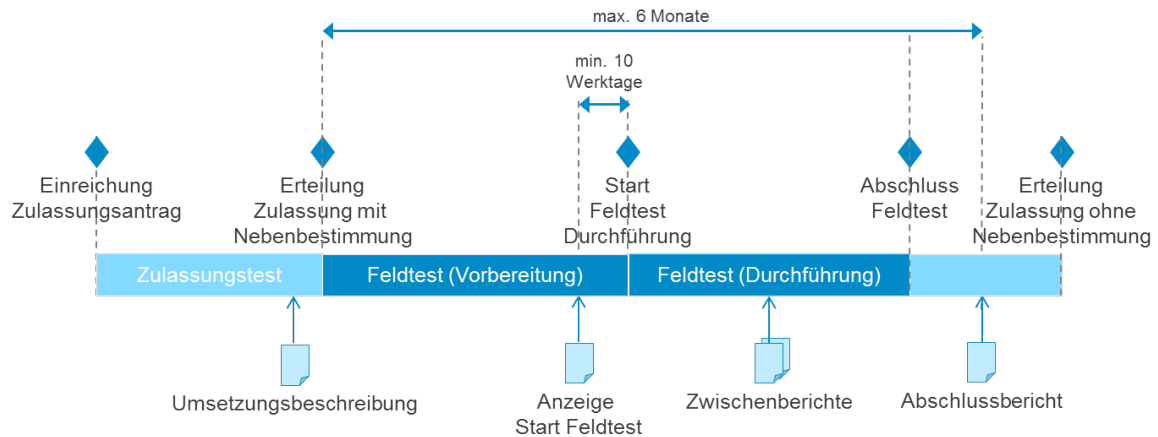 max. 6 Monate
min. 10
Werktage
Einreichung
Zulassungsantrag
Erteilung
Zulassung mit
Nebenbestimmung
Start
Feldtest
Durchführung
Abschluss
Feldtest
Erteilung
Zulassung ohne
Nebenbestimmung
Zulassungstest
Feldtest (Vorbereitung)
Feldtest (Durchführung)
Umsetzungsbeschreibung
Anzeige
Start Feldtest
Zwischenberichte
Abschlussbericht